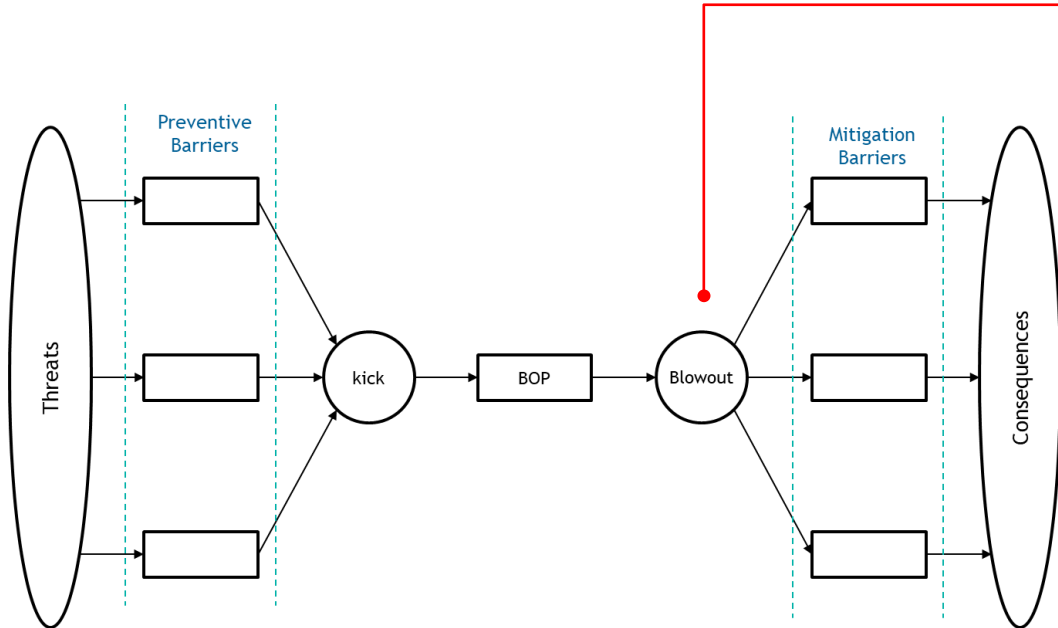 Preventive
Barriers
Mitigation
Barriers
Threats
kick
BOP
Blowout
Consequences